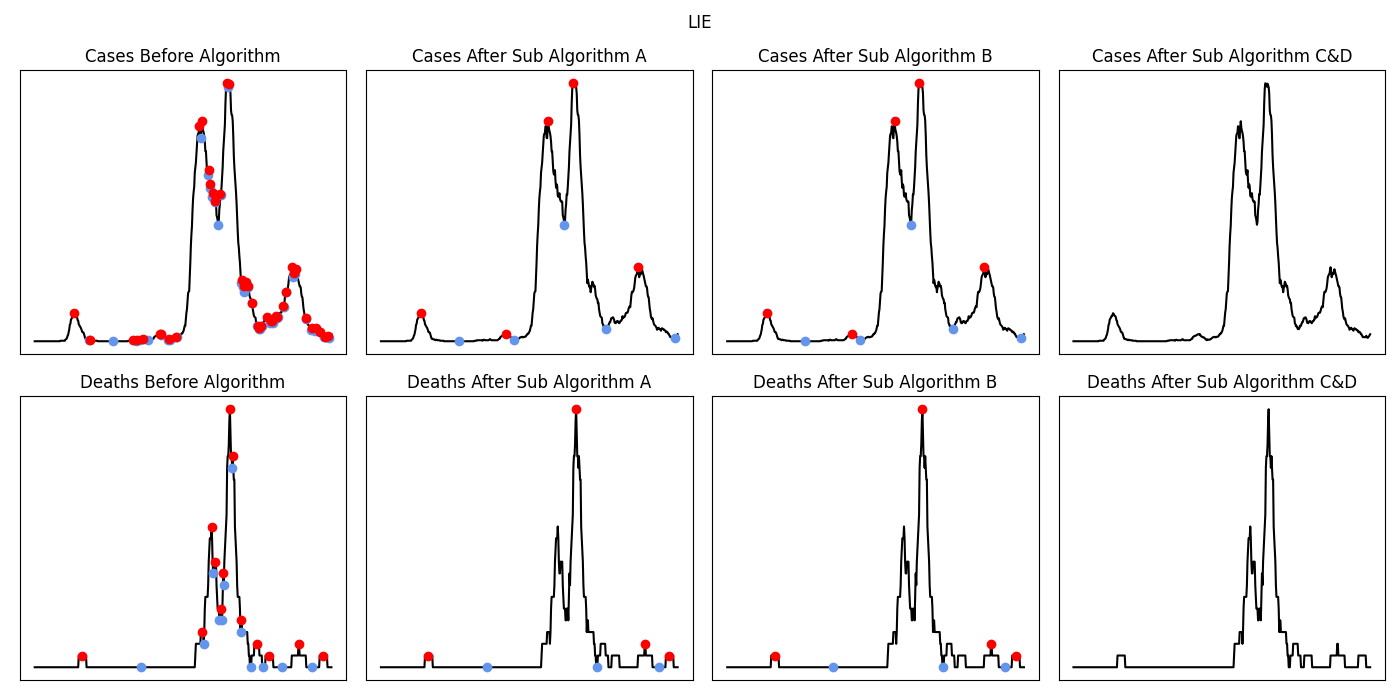 LIE
Cases Before Algorithm
Cases After Sub Algorithm A
Cases After Sub Algorithm B
Cases After Sub Algorithm C&D
Deaths Before Algorithm
Deaths After Sub Algorithm A
Deaths After Sub Algorithm B
Deaths After Sub Algorithm C&D